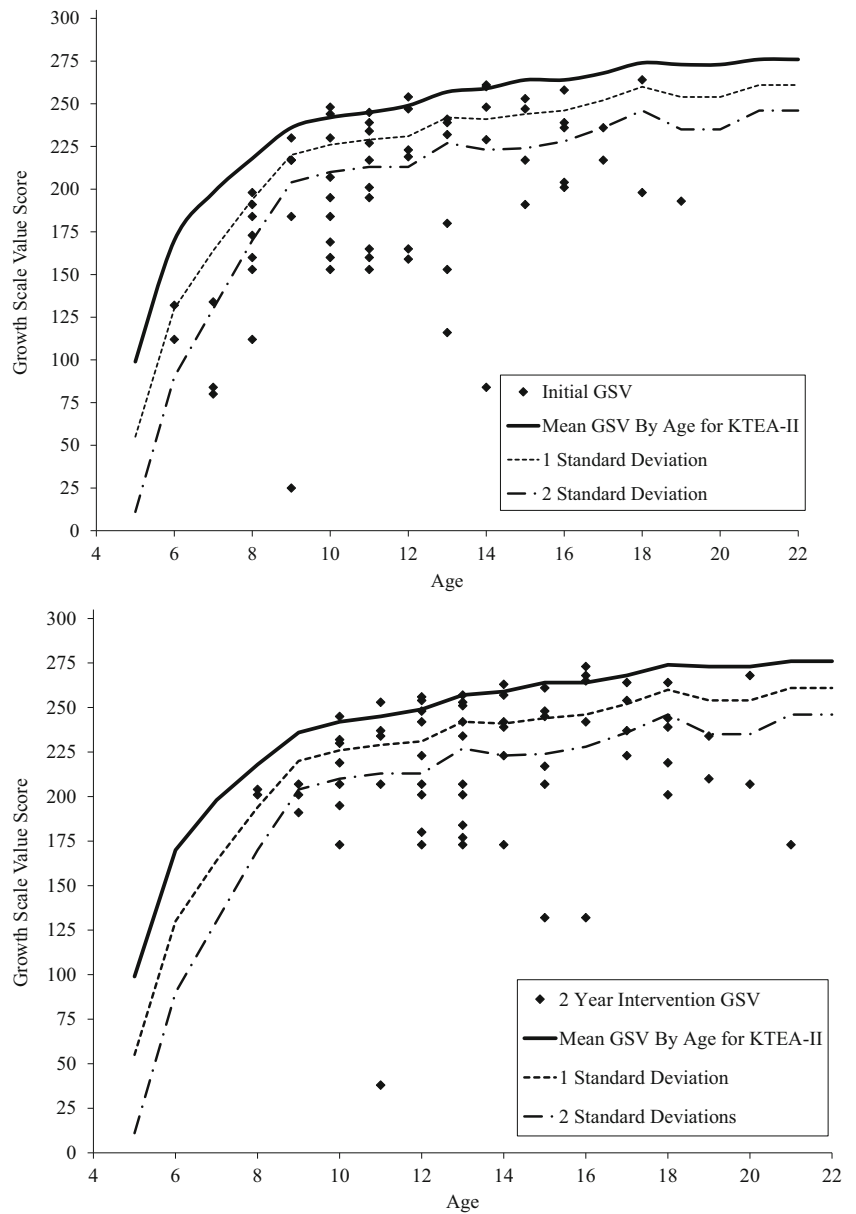 300
275
250
225
200
175
150
125
100
75
50
25
0
Growth Scale Value Score
4 6 8 10 12 14 16 18 20 22
Age
Initial GSV
Mean GSV By Age for KTEA-II
1 Standard Deviation
2 Standard Deviation
300
275
250
225
200
175
150
125
100
75
50
25
0
Growth Scale Value Score
4 6 8 10 12 14 16 18 20 22
Age
2 Year Intervention GSV
Mean GSV By Age for KTEA-II
1 Standard Deviation
2 Standard Deviations